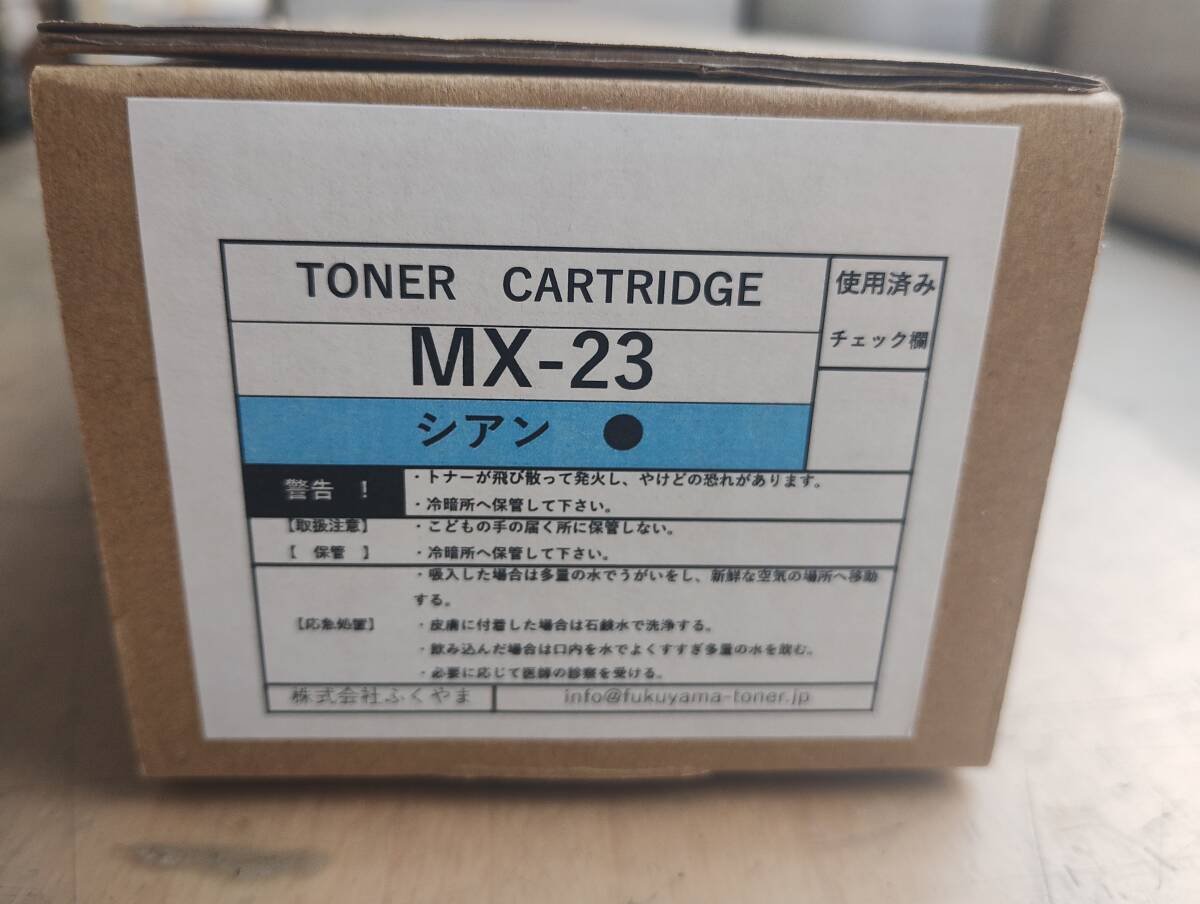 TONER CARTRIDGE
使用済み
チェック欄
MX-23
シアン ●
警告 !
・トナーが飛び散って発火し、やけどの恐れがあります。
・冷暗所へ保管して下さい。
【取扱注意】
・こどもの手の届く所に保管しない。
【 保管 】
・冷暗所へ保管して下さい。
【応急処置】
・吸入した場合は多量の水でうがいをし、新鮮な空気の場所へ移動
する。
・皮膚に付着した場合は石鹸水で洗浄する。
・飲み込んだ場合は口内を水でよくすすぎ多量の水を飲む。
・必要に応じて医師の診察を受ける。
株式会社ふくやま
info@fukuyama-toner.jp